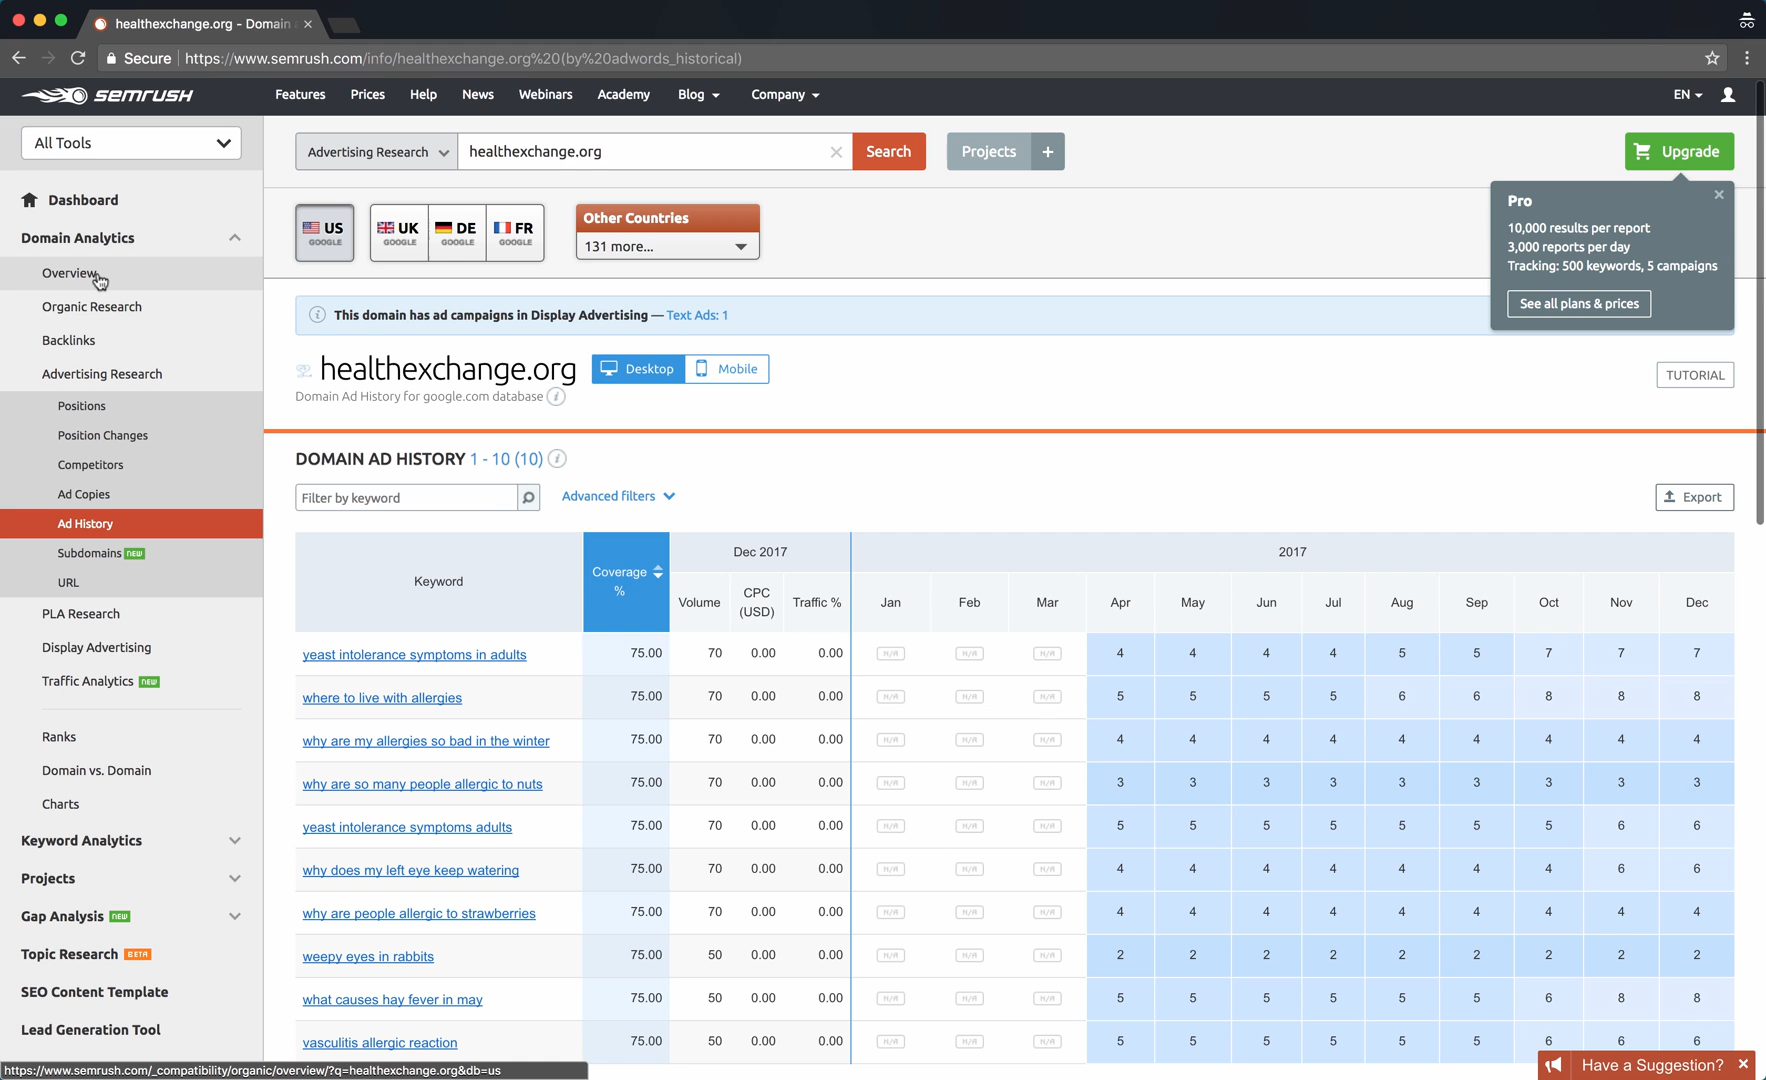 healthexchange.org - Domain
Secure
https://www.semrush.com/info/healthexchange.org%20(by%20adwords_historical)
SEMRUSH
Features Prices Help News Webinars Academy Blog Company
EN
All Tools
Advertising Research healthexchange.org Search Projects +
Upgrade
Dashboard
Domain Analytics
Overview
Organic Research
Backlinks
Advertising Research
Positions
Position Changes
Competitors
Ad Copies
Ad History
Subdomains NEW
URL
PLA Research
Display Advertising
Traffic Analytics NEW
Ranks
Domain vs. Domain
Charts
Keyword Analytics
Projects
Gap Analysis NEW
Topic Research BETA
SEO Content Template
Lead Generation Tool
US GOOGLE
UK GOOGLE
DE GOOGLE
FR GOOGLE
Other Countries
131 more...
Pro
10,000 results per report
3,000 reports per day
Tracking: 500 keywords, 5 campaigns
See all plans & prices
This domain has ad campaigns in Display Advertising — Text Ads: 1
healthexchange.org Desktop Mobile
Domain Ad History for google.com database
TUTORIAL
DOMAIN AD HISTORY 1 - 10 (10)
Filter by keyword
Advanced filters
Export
Keyword Coverage % Dec 2017 2017
Volume CPC (USD) Traffic % Jan Feb Mar Apr May Jun Jul Aug Sep Oct Nov Dec
yeast intolerance symptoms in adults 75.00 70 0.00 0.00 N/A N/A N/A 4 4 4 4 5 5 7 7 7
where to live with allergies 75.00 70 0.00 0.00 N/A N/A N/A 5 5 5 5 6 6 8 8 8
why are my allergies so bad in the winter 75.00 70 0.00 0.00 N/A N/A N/A 4 4 4 4 4 4 4 4 4
why are so many people allergic to nuts 75.00 70 0.00 0.00 N/A N/A N/A 3 3 3 3 3 3 3 3 3
yeast intolerance symptoms adults 75.00 70 0.00 0.00 N/A N/A N/A 5 5 5 5 5 5 5 6 6
why does my left eye keep watering 75.00 70 0.00 0.00 N/A N/A N/A 4 4 4 4 4 4 4 6 6
why are people allergic to strawberries 75.00 70 0.00 0.00 N/A N/A N/A 4 4 4 4 4 4 4 4 4
weepy eyes in rabbits 75.00 50 0.00 0.00 N/A N/A N/A 2 2 2 2 2 2 2 2 2
what causes hay fever in may 75.00 50 0.00 0.00 N/A N/A N/A 5 5 5 5 5 5 6 8 8
vasculitis allergic reaction 75.00 50 0.00 0.00 N/A N/A N/A 5 5 5 5 5 5 6 6 6
Have a Suggestion?
https://www.semrush.com/_compatibility/organic/overview/?q=healthexchange.org&db=us